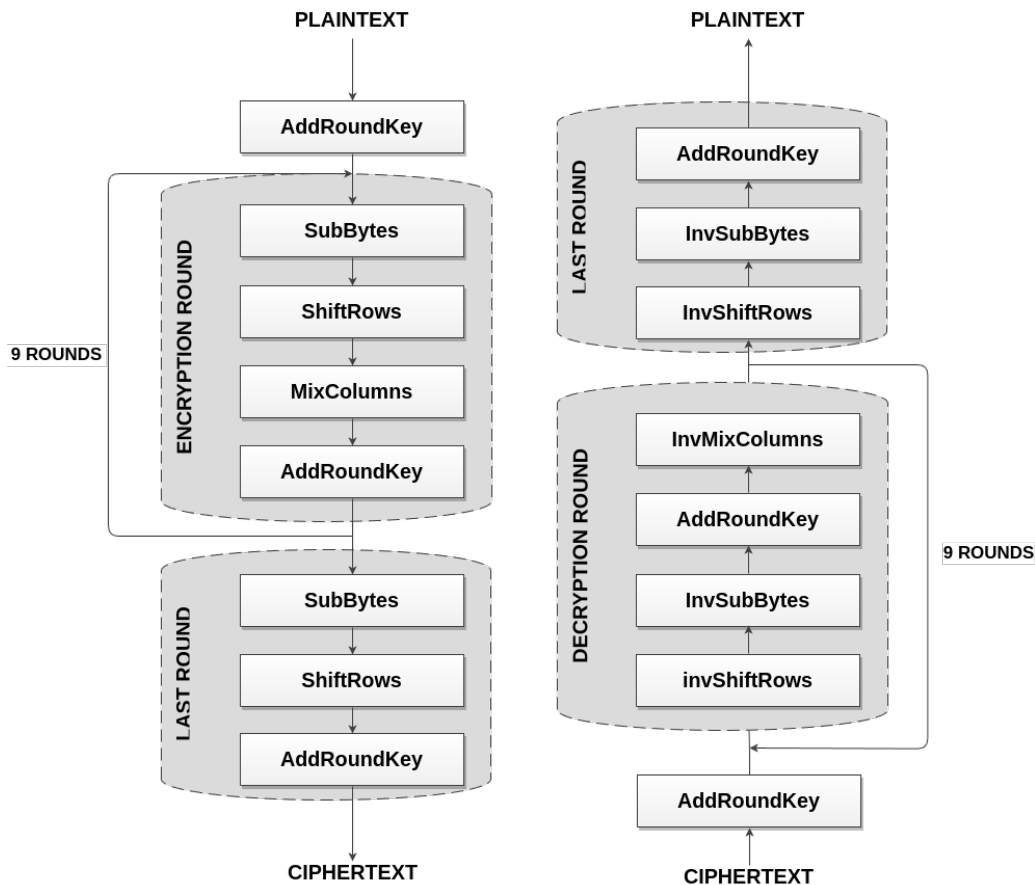 PLAINTEXT
AddRoundKey
ENCRYPTION ROUND
SubBytes
ShiftRows
MixColumns
AddRoundKey
9 ROUNDS
LAST ROUND
SubBytes
ShiftRows
AddRoundKey
CIPHERTEXT
PLAINTEXT
LAST ROUND
AddRoundKey
InvSubBytes
InvShiftRows
DECRYPTION ROUND
InvMixColumns
AddRoundKey
InvSubBytes
invShiftRows
9 ROUNDS
AddRoundKey
CIPHERTEXT